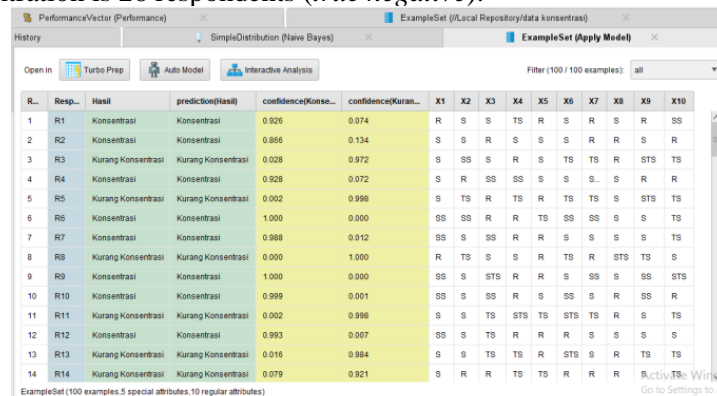 ntration is 26 respondents (true negative).
PerformanceVector (Performance) ExampleSet (//Local Repository/data konsentrasi)
History SimpleDistribution (Naive Bayes) ExampleSet (Apply Model)
Open in Turbo Prep Auto Model Interactive Analysis Filter (100 / 100 examples): all
R... Resp... Hasil prediction(Hasil) confidence(Konse... confidence(Kuran... X1 X2 X3 X4 X5 X6 X7 X8 X9 X10
1 R1 Konsentrasi Konsentrasi 0.926 0.074 R S S TS R S R S R SS
2 R2 Konsentrasi Konsentrasi 0.866 0.134 S S R S S S R R S R
3 R3 Kurang Konsentrasi Kurang Konsentrasi 0.028 0.972 S SS S R S TS TS R STS TS
4 R4 Konsentrasi Konsentrasi 0.928 0.072 S R SS SS S S S... S R R
5 R5 Kurang Konsentrasi Kurang Konsentrasi 0.002 0.998 S TS R TS R TS TS S STS TS
6 R6 Konsentrasi Konsentrasi 1.000 0.000 SS SS R R TS SS SS S S TS
7 R7 Konsentrasi Konsentrasi 0.988 0.012 SS S SS R R S S S S TS
8 R8 Kurang Konsentrasi Kurang Konsentrasi 0.000 1.000 R TS S S R TS R STS TS S
9 R9 Konsentrasi Konsentrasi 1.000 0.000 SS S STS R R S SS S SS STS
10 R10 Konsentrasi Konsentrasi 0.999 0.001 SS S SS R S SS S R SS R
11 R11 Kurang Konsentrasi Kurang Konsentrasi 0.002 0.998 S S TS STS TS STS TS R S TS
12 R12 Konsentrasi Konsentrasi 0.993 0.007 SS S TS R R R S S S S
13 R13 Kurang Konsentrasi Kurang Konsentrasi 0.016 0.984 S S TS TS R STS S R TS TS
14 R14 Kurang Konsentrasi Kurang Konsentrasi 0.079 0.921 S R R TS TS R R R S TS
Activate Win
ExampleSet (100 examples,5 special attributes,10 regular attributes) Go to Settings to